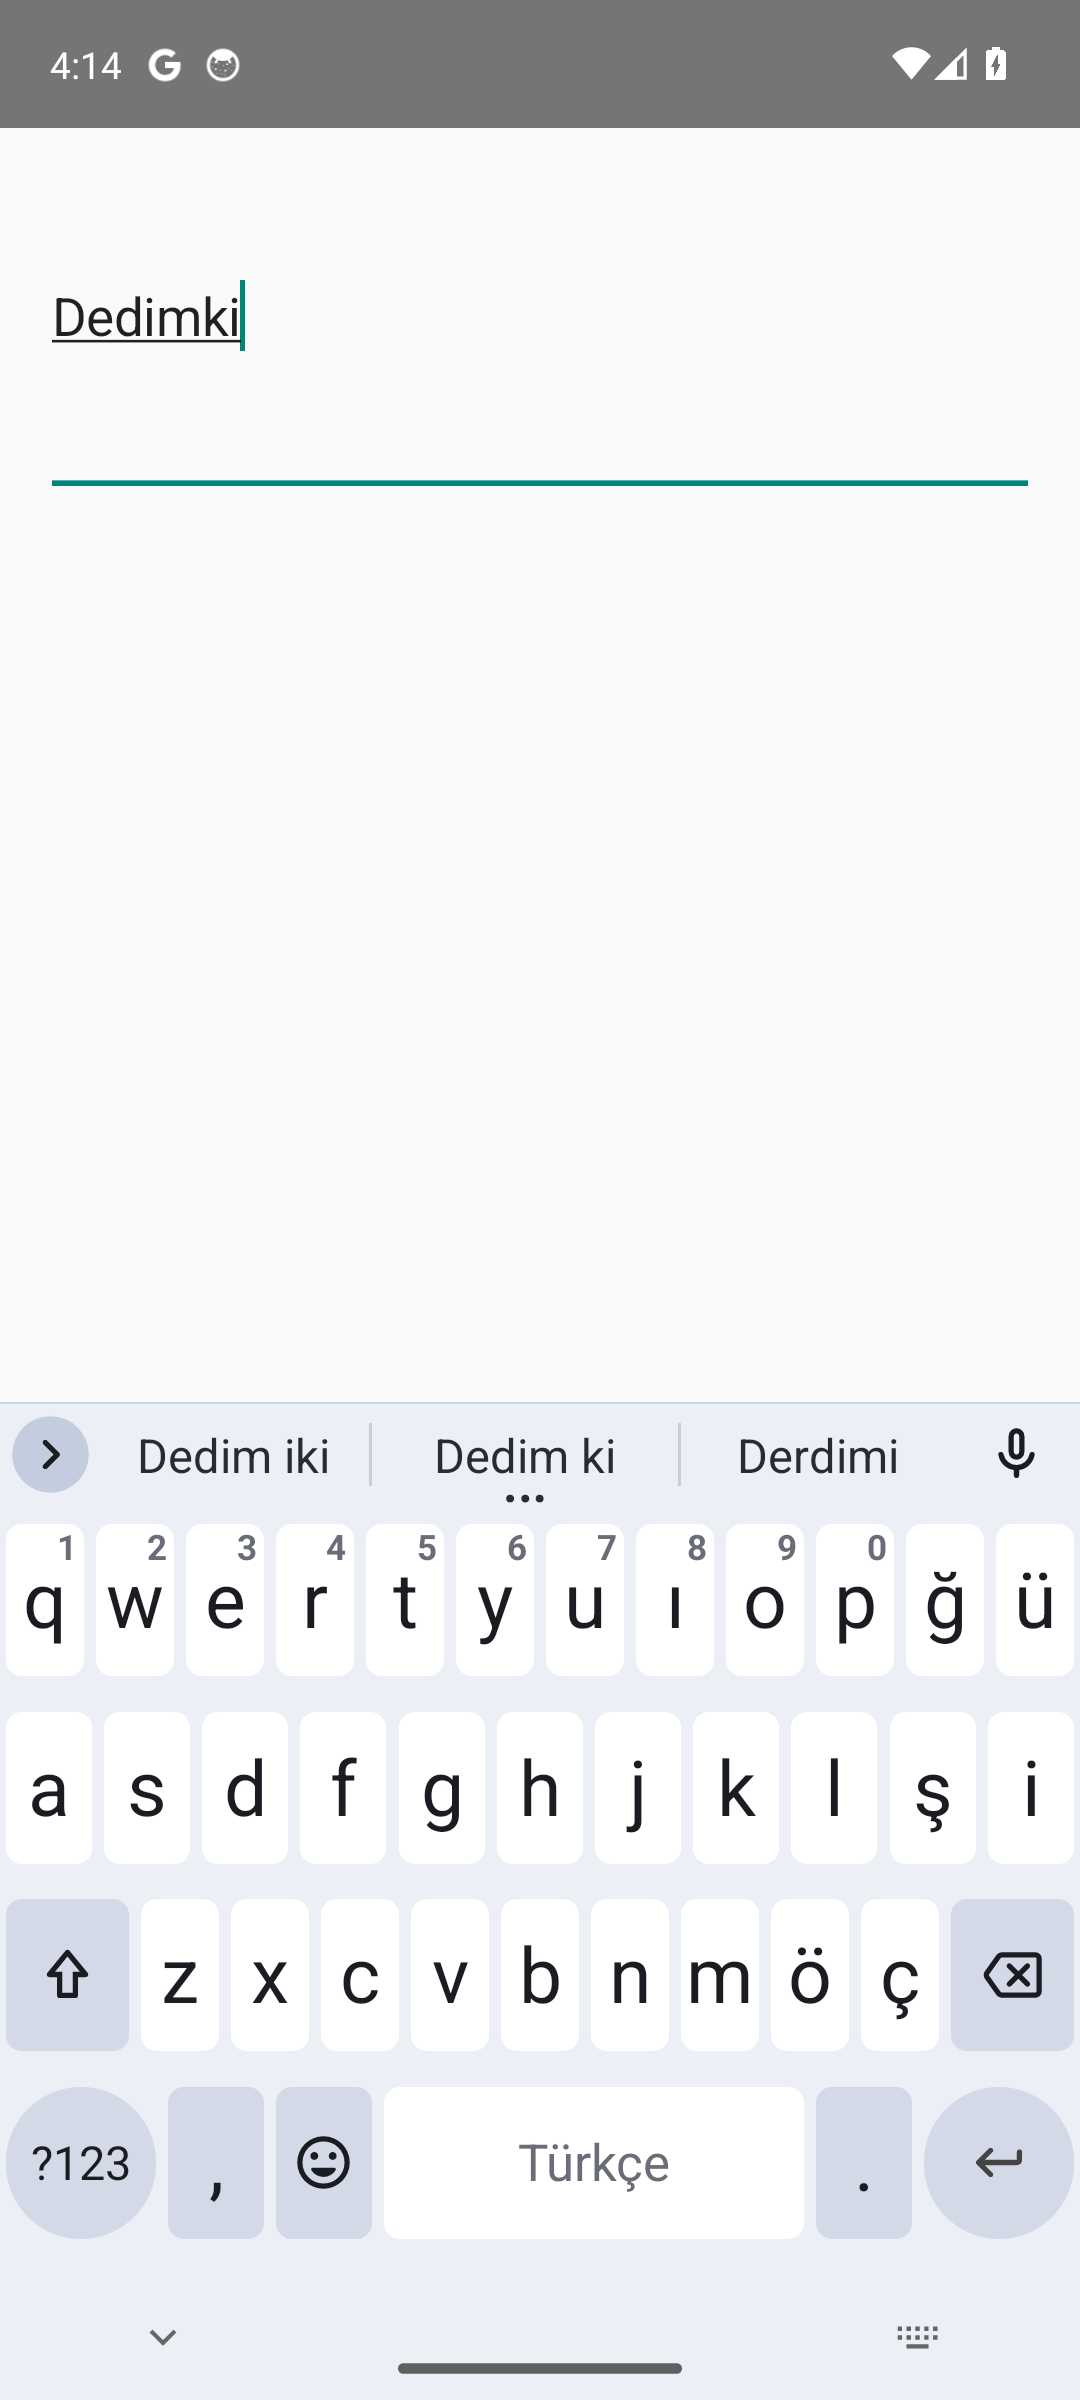 4:14
Dedimki
Dedim iki Dedim ki Derdimi
1 2 3 4 5 6 7 8 9 0
q w e r t y u ı o p ğ ü
a s d f g h j k l ş i
z x c v b n m ö ç
?123 , Türkçe .